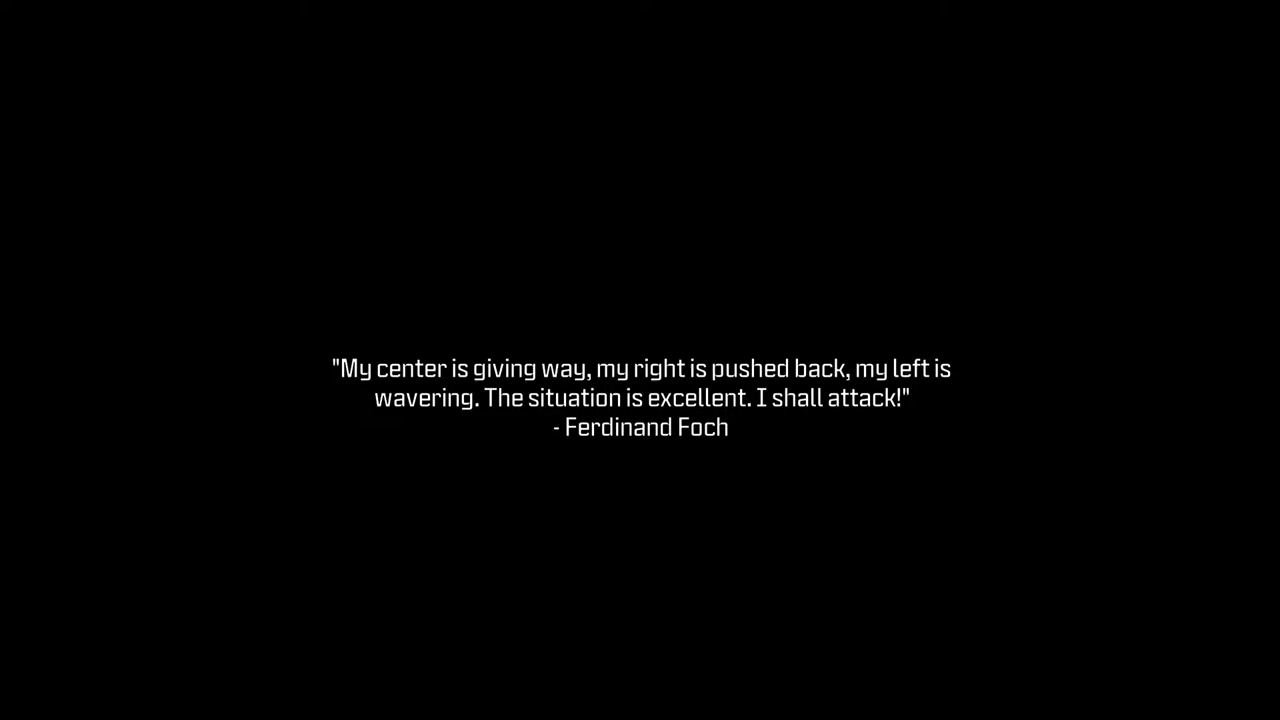 "My center is giving way, my right is pushed back, my left is
wavering. The situation is excellent. I shall attack!"
- Ferdinand Foch